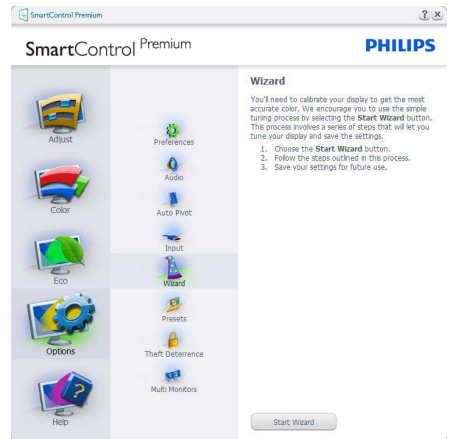 SmartControl Premium
SmartControl Premium
PHILIPS
Adjust
Color
Eco
Options
Help
Preferences
Audio
Auto Pivot
Input
Wizard
Presets
Theft Deterrence
Multi Monitors
Wizard
You'll need to calibrate your display to get the most
accurate color. We encourage you to use the simple
tuning process by selecting the Start Wizard button.
This process involves a series of steps that will let you
tune your display and save the settings.
1. Choose the Start Wizard button.
2. Follow the steps outlined in this process.
3. Save your settings for future use.
Start Wizard